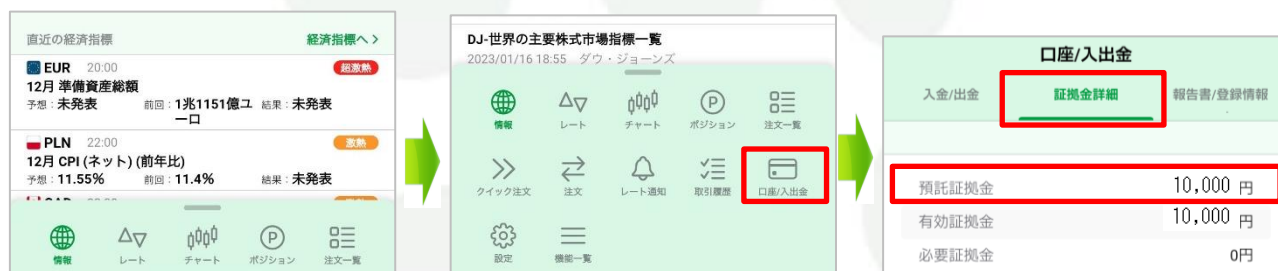 直近の経済指標 経済指標へ >
EUR 20:00 超激熱
12月 準備資産総額
予想：未発表 前回：1兆1151億ユーロ 結果：未発表
PLN 22:00 激熱
12月 CPI (ネット) (前年比)
予想：11.55% 前回：11.4% 結果：未発表
情報 レート チャート ポジション 注文一覧
DJ-世界の主要株式市場指標一覧
2023/01/16 18:55 ダウ・ジョーンズ
情報 レート チャート ポジション 注文一覧
クイック注文 注文 レート通知 取引履歴 口座/入出金
設定 機能一覧
口座/入出金
入金/出金 証拠金詳細 報告書/登録情報
預託証拠金 10,000 円
有効証拠金 10,000 円
必要証拠金 0円